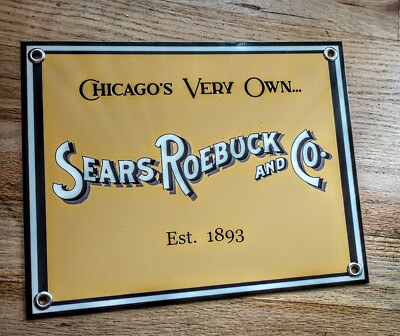 Chicago's Very Own...
Sears, Roebuck and Co.
Est. 1893